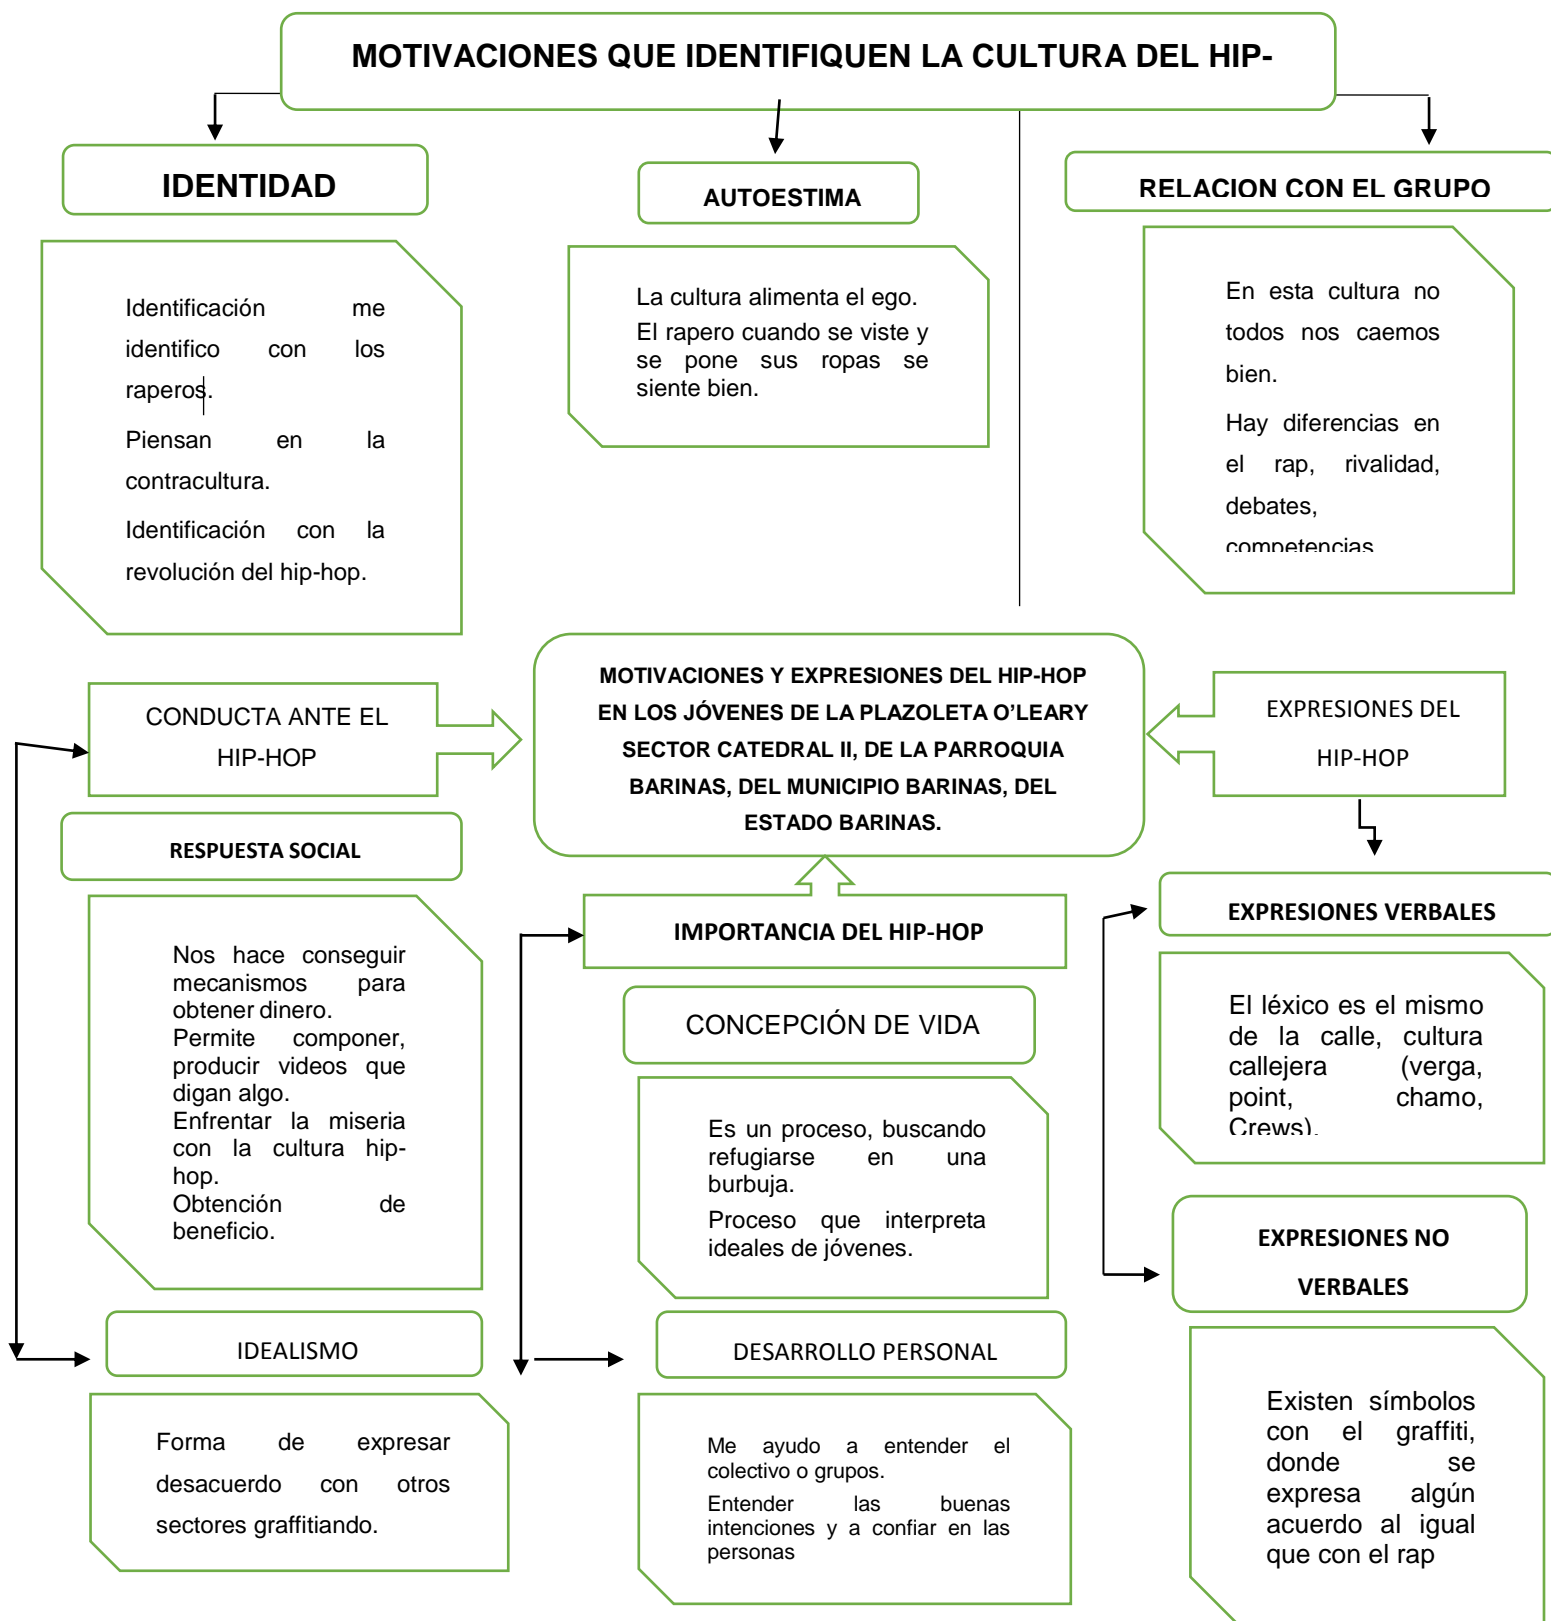 MOTIVACIONES QUE IDENTIFIQUEN LA CULTURA DEL HIP-
IDENTIDAD
AUTOESTIMA
RELACION CON EL GRUPO
Identificación me
identifico con los
raperos.
Piensan en la
contracultura.
Identificación con la
revolución del hip-hop.
La cultura alimenta el ego.
El rapero cuando se viste y
se pone sus ropas se
siente bien.
En esta cultura no
todos nos caemos
bien.
Hay diferencias en
el rap, rivalidad,
debates,
competencias
CONDUCTA ANTE EL
HIP-HOP
MOTIVACIONES Y EXPRESIONES DEL HIP-HOP
EN LOS JÓVENES DE LA PLAZOLETA O’LEARY
SECTOR CATEDRAL II, DE LA PARROQUIA
BARINAS, DEL MUNICIPIO BARINAS, DEL
ESTADO BARINAS.
EXPRESIONES DEL
HIP-HOP
RESPUESTA SOCIAL
Nos hace conseguir
mecanismos para
obtener dinero.
Permite componer,
producir videos que
digan algo.
Enfrentar la miseria
con la cultura hip-
hop.
Obtención de
beneficio.
IDEALISMO
Forma de expresar
desacuerdo con otros
sectores graffitiando.
IMPORTANCIA DEL HIP-HOP
CONCEPCIÓN DE VIDA
Es un proceso, buscando
refugiarse en una
burbuja.
Proceso que interpreta
ideales de jóvenes.
DESARROLLO PERSONAL
Me ayudo a entender el
colectivo o grupos.
Entender las buenas
intenciones y a confiar en las
personas
EXPRESIONES VERBALES
El léxico es el mismo
de la calle, cultura
callejera (verga,
point, chamo,
Crews).
EXPRESIONES NO
VERBALES
Existen símbolos
con el graffiti,
donde se
expresa algún
acuerdo al igual
que con el rap